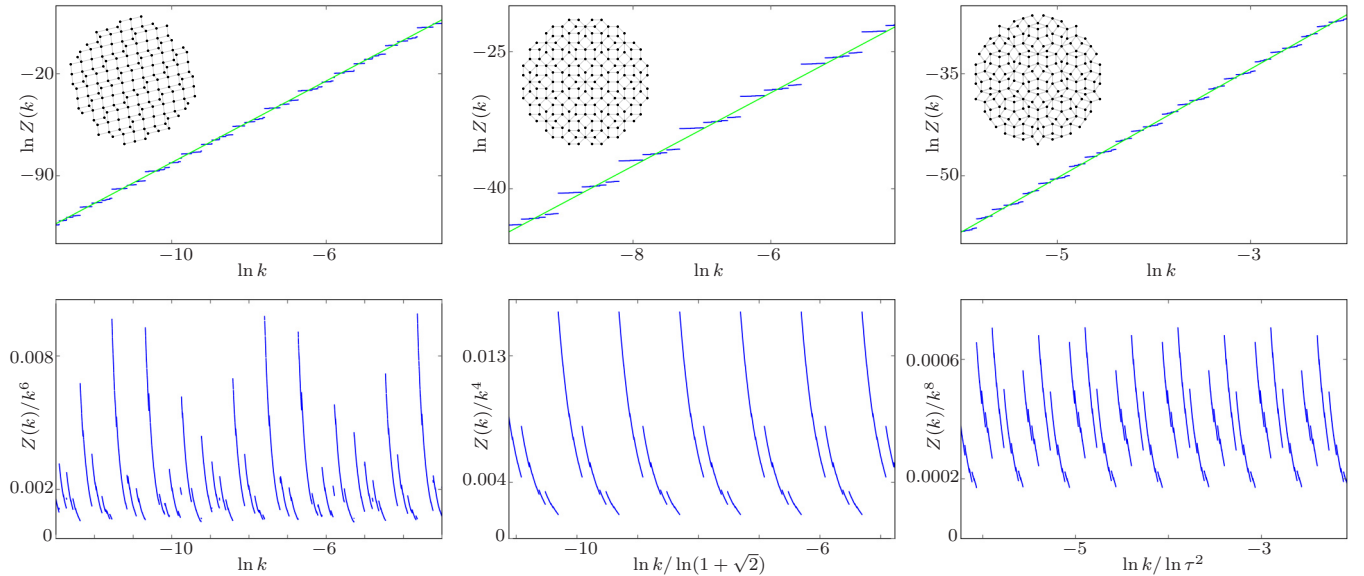 ln Z(k)
−20
−90
−10
−6
ln k
ln Z(k)
−25
−40
−8
−6
ln k
ln Z(k)
−35
−50
−5
−3
ln k
Z(k)/k^6
0.008
0.002
0
−10
−6
ln k
Z(k)/k^4
0.013
0.004
0
−10
−6
ln k/ ln(1 + √2)
Z(k)/k^8
0.0006
0.0002
0
−5
−3
ln k/ ln τ^2